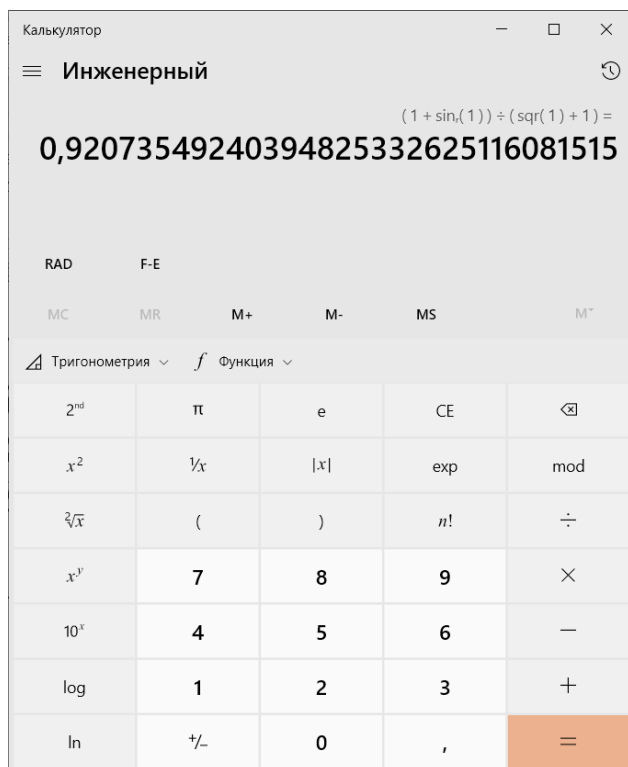 Калькулятор
Инженерный
(1 + sinᵣ(1)) ÷ (sqr(1) + 1) =
0,92073549240394825332625116081515
RAD F-E
MC MR M+ M- MS M˅
Тригонометрия f Функция
2ⁿᵈ π e CE
x² ¹/x |x| exp mod
²√x ( ) n! ÷
xʸ 7 8 9 ×
10ˣ 4 5 6 −
log 1 2 3 +
ln +/− 0 , =